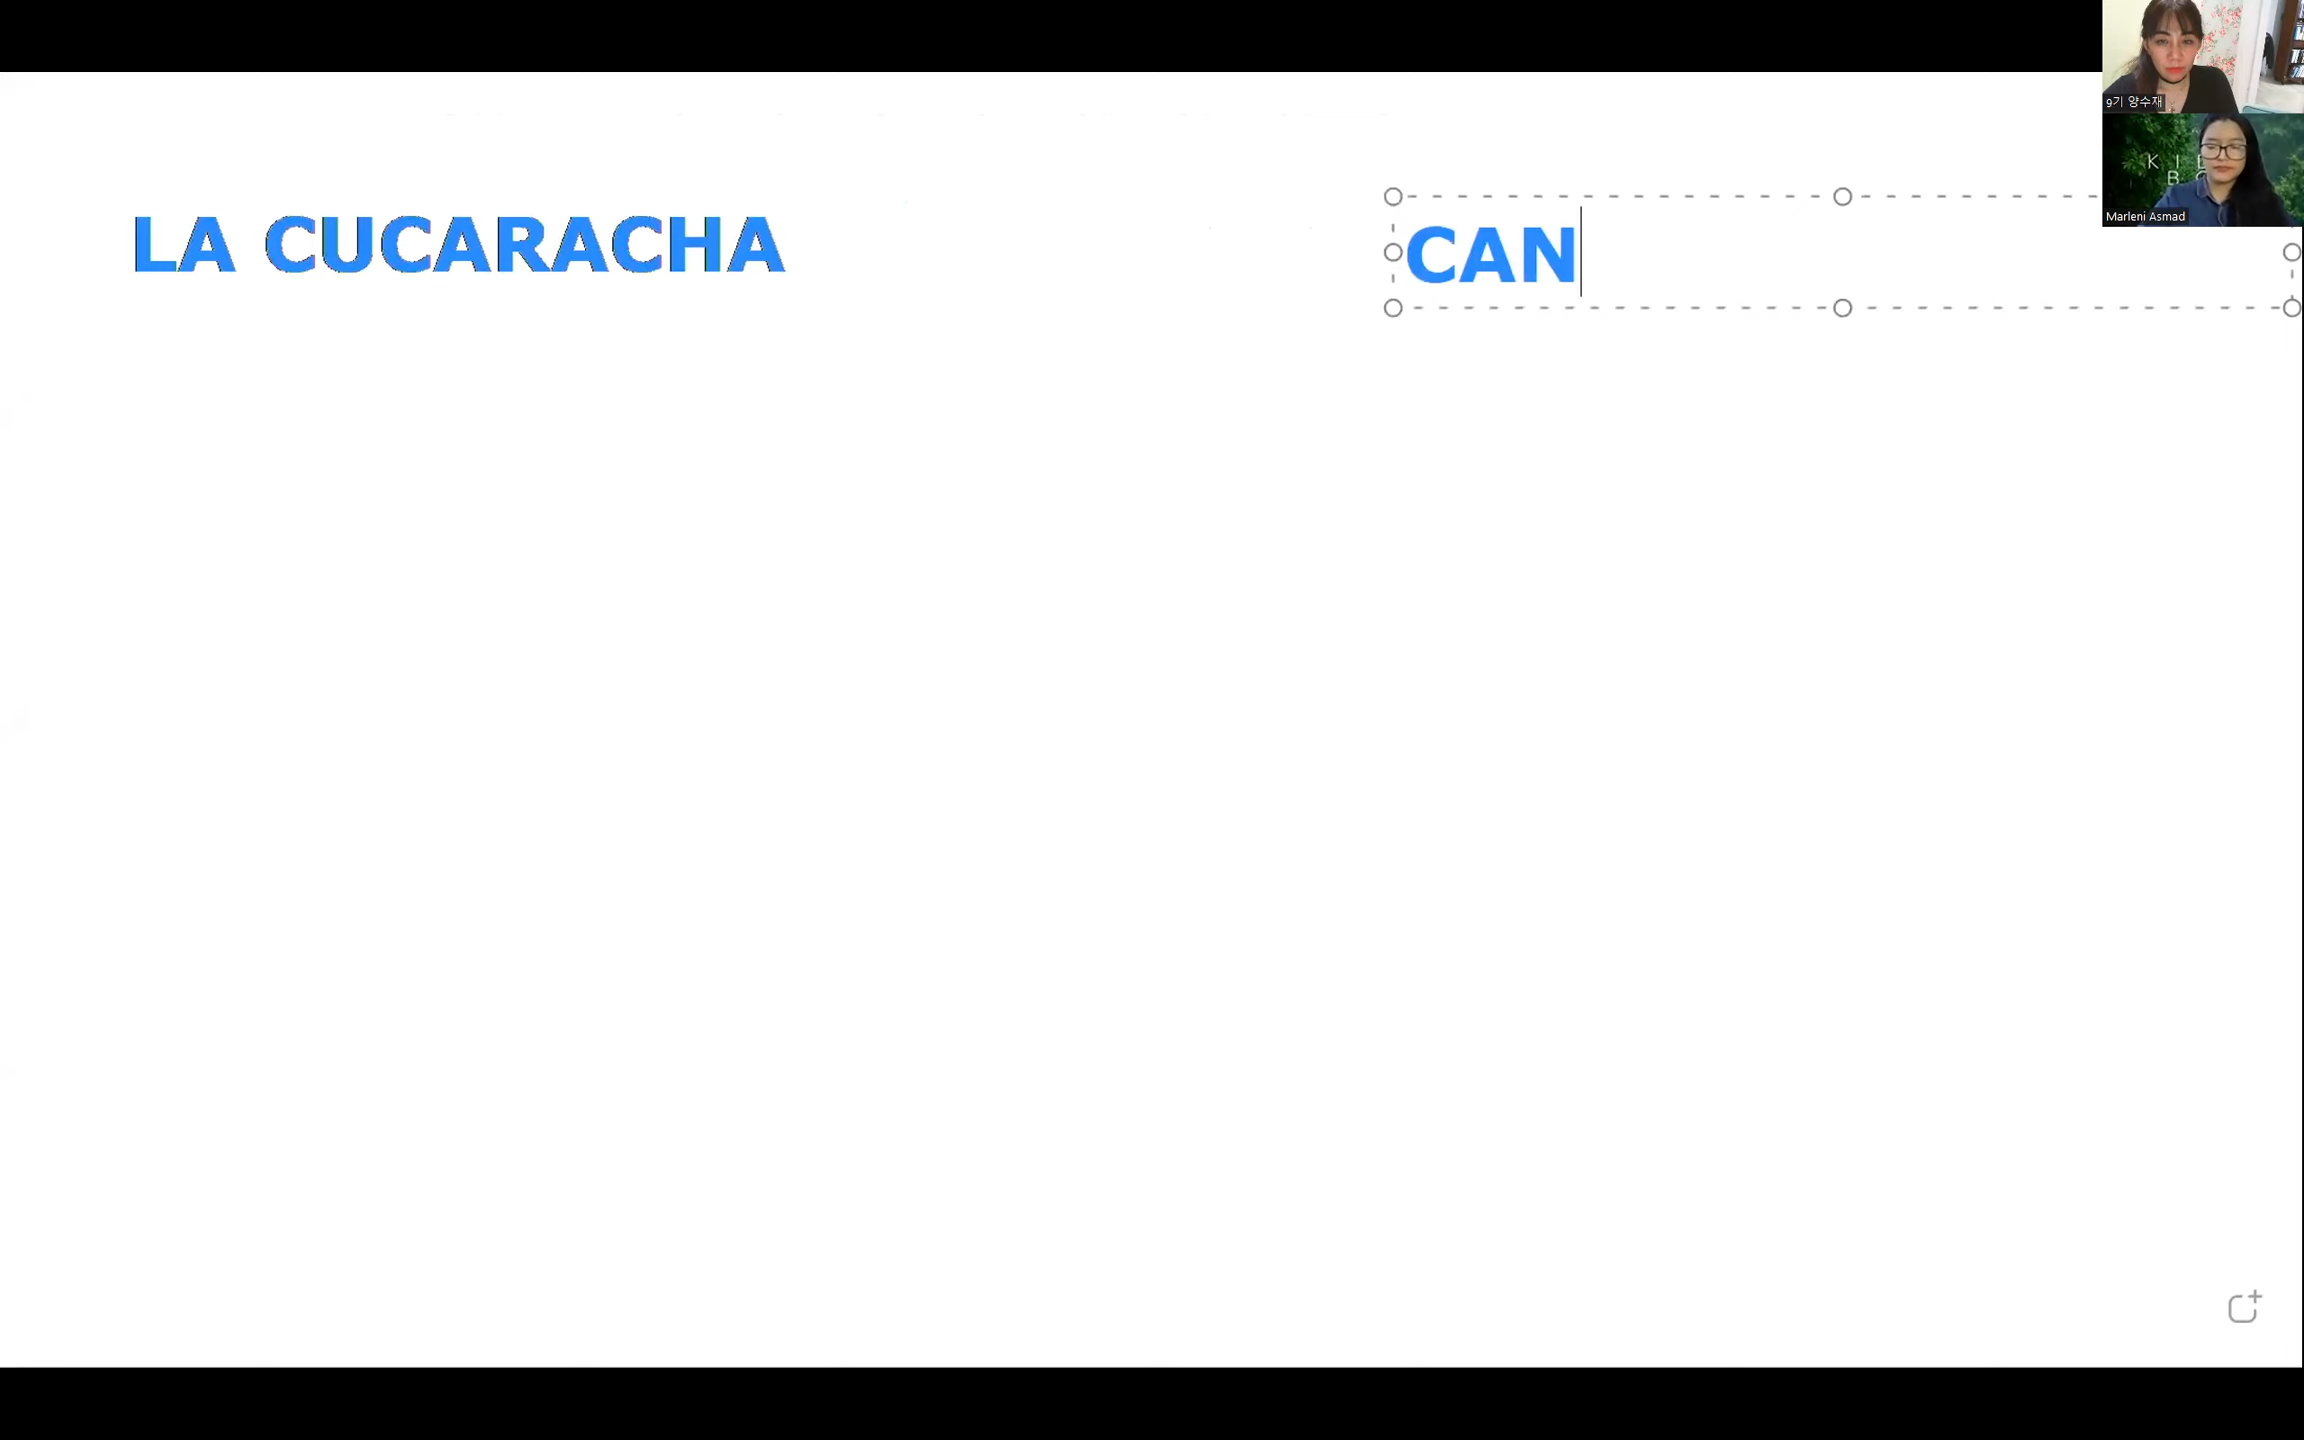 9기 양수재
K I E
B
Marleni Asmad
LA CUCARACHA
CAN